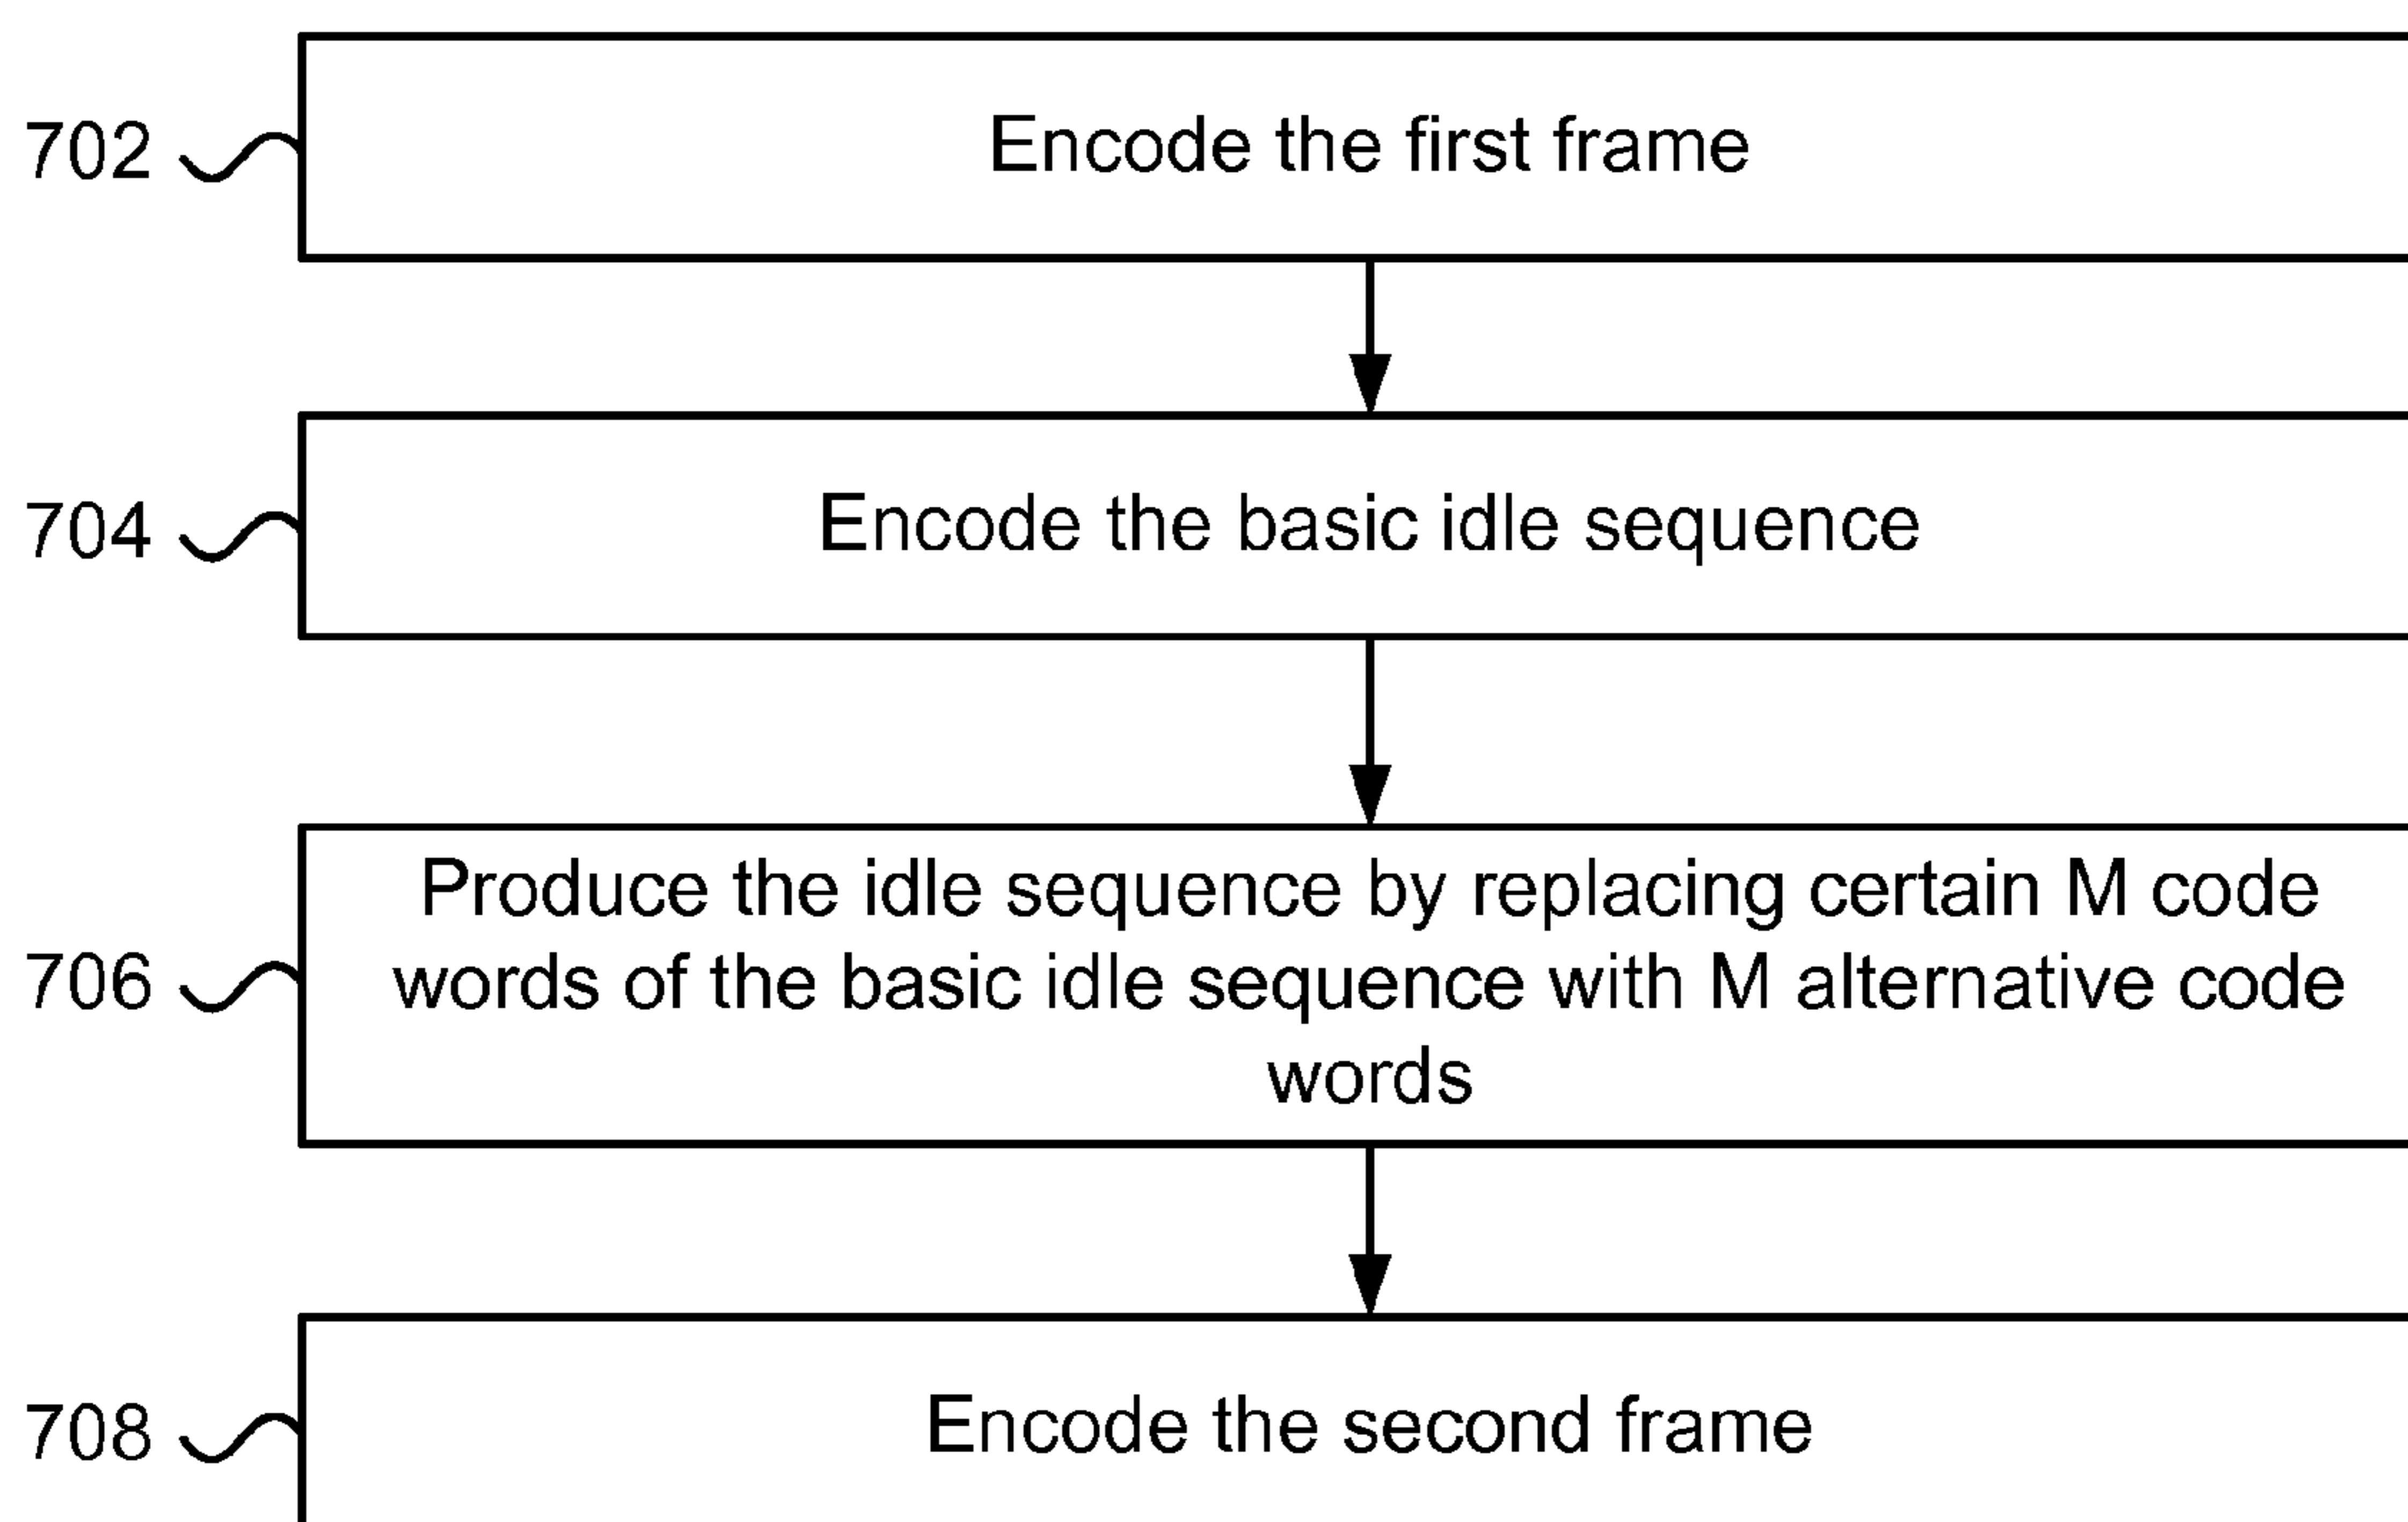 702 Encode the first frame
704 Encode the basic idle sequence
Produce the idle sequence by replacing certain M code
706 words of the basic idle sequence with M alternative code
words
708 Encode the second frame